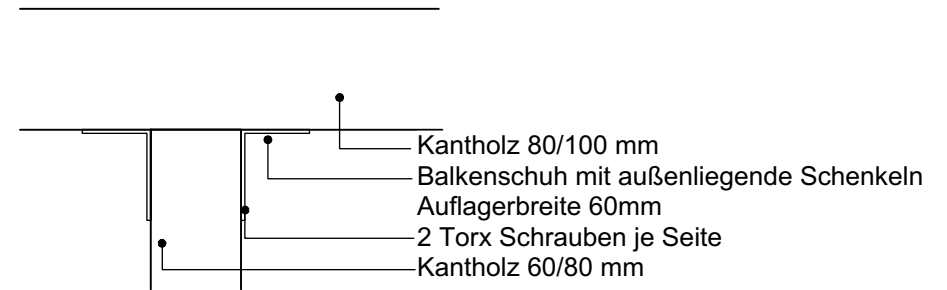 Kantholz 80/100 mm
Balkenschuh mit außenliegende Schenkeln
Auflagerbreite 60mm
2 Torx Schrauben je Seite
Kantholz 60/80 mm